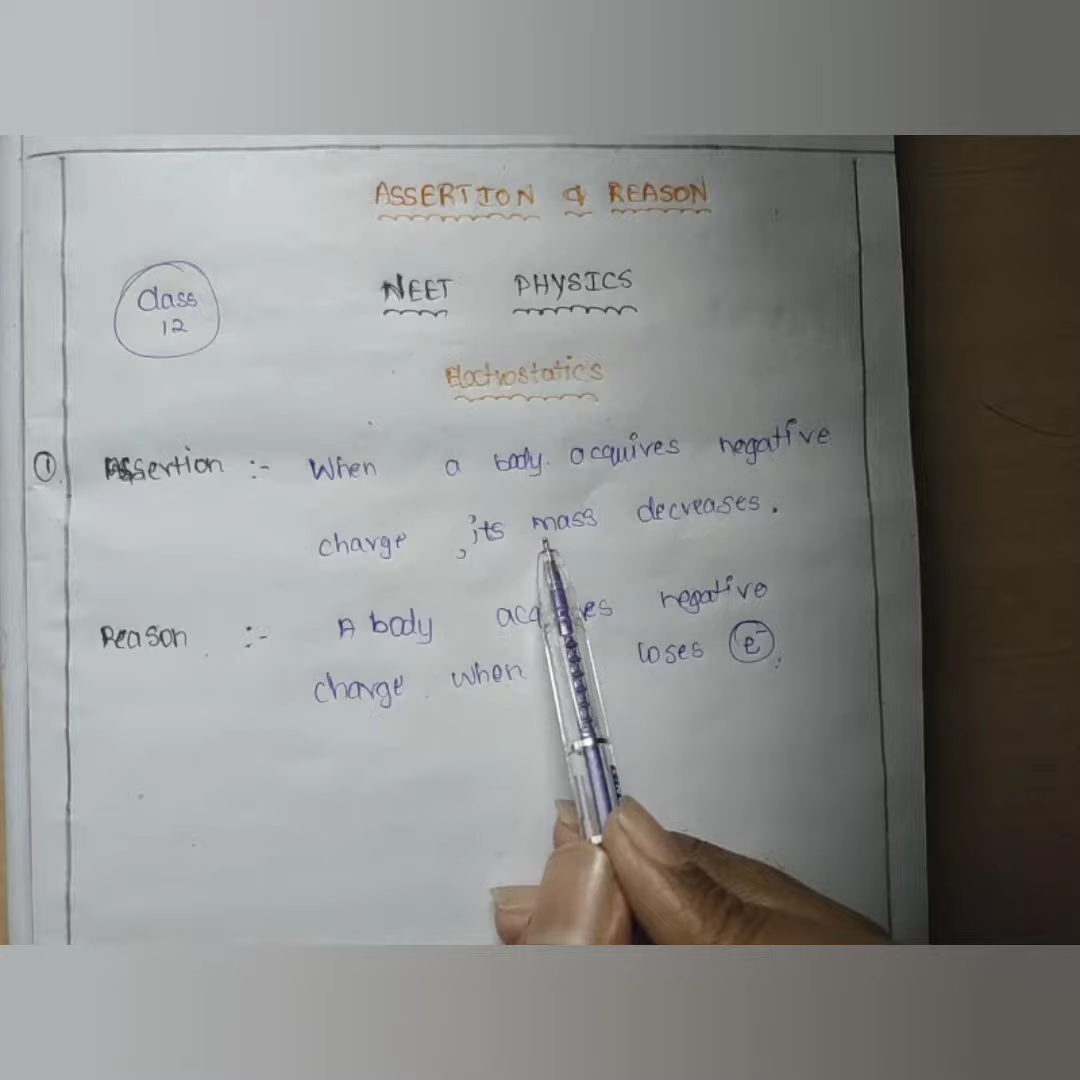 ASSERTION & REASON
Class
12
NEET PHYSICS
Electrostatics
① Assertion :- When a body acquires negative
charge, its mass decreases.
Reason :- A body acquires negative
charge when loses e⁻.